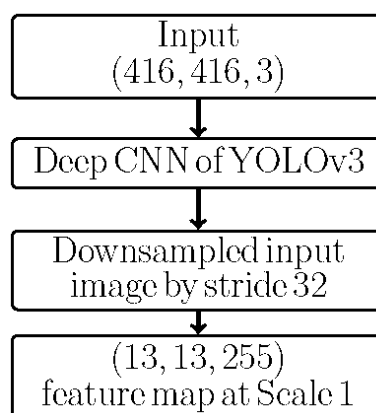 Input
(416, 416, 3)
Deep CNN of YOLOv3
Downsampled input
image by stride 32
(13, 13, 255)
feature map at Scale 1